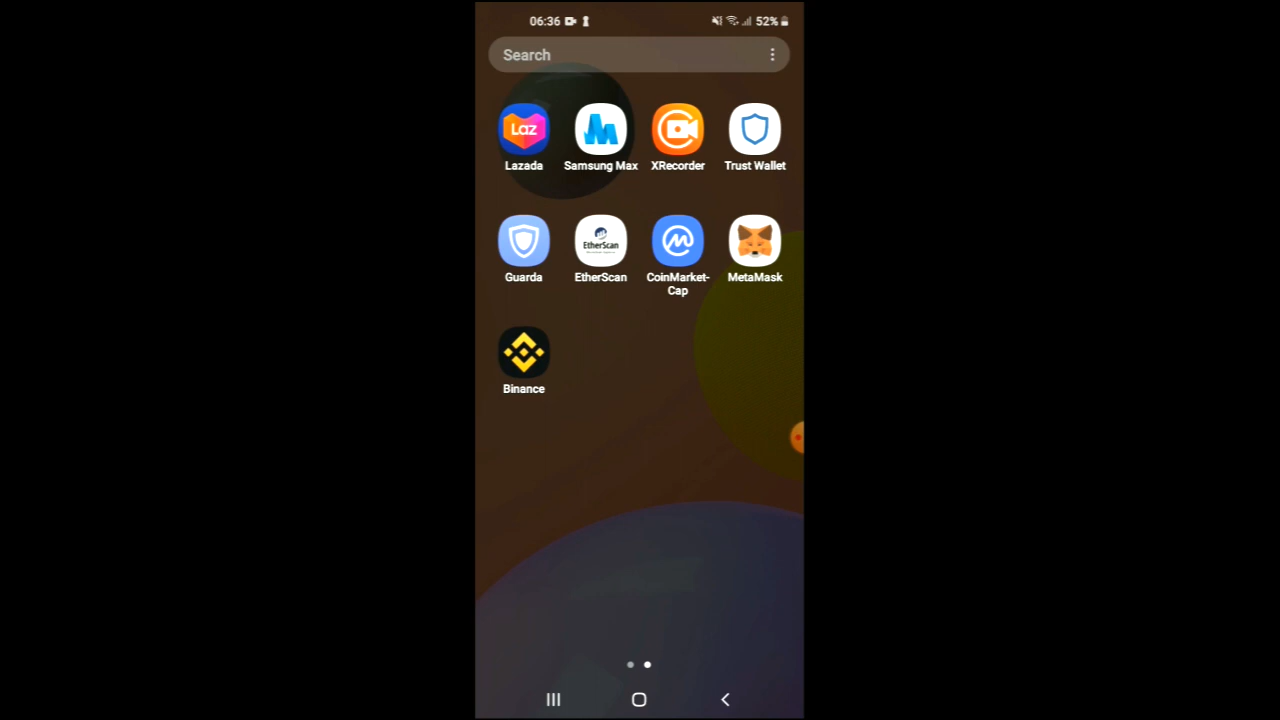 06:36
52%
Search
Laz
Lazada
Samsung Max
XRecorder
Trust Wallet
EtherScan
Guarda
EtherScan
CoinMarket-
Cap
MetaMask
Binance